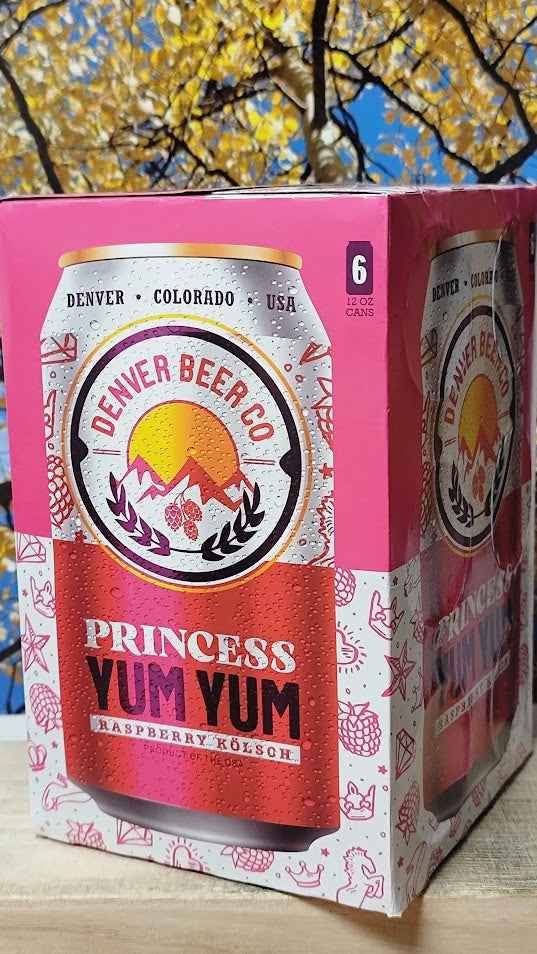 6
12 OZ
CANS
DENVER • COLORADO • USA
DENVER BEER CO
PRINCESS
YUM YUM
RASPBERRY KÖLSCH
PRODUCT OF THE USA
DENVER • COLORADO
DENVER BEER CO
PRINCESS
YUM YUM
RASPBERRY